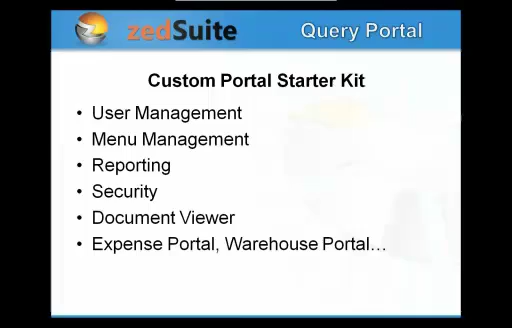 zedSuite Query Portal
Custom Portal Starter Kit
• User Management
• Menu Management
• Reporting
• Security
• Document Viewer
• Expense Portal, Warehouse Portal…